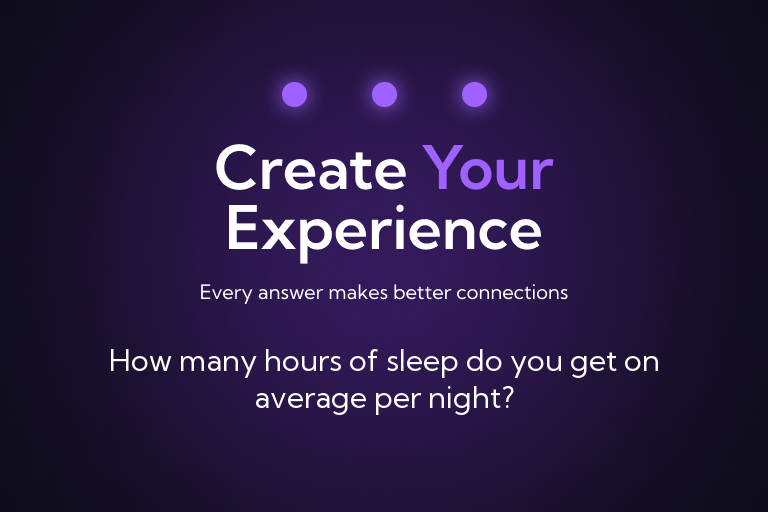 Create Your
Experience
Every answer makes better connections
How many hours of sleep do you get on
average per night?